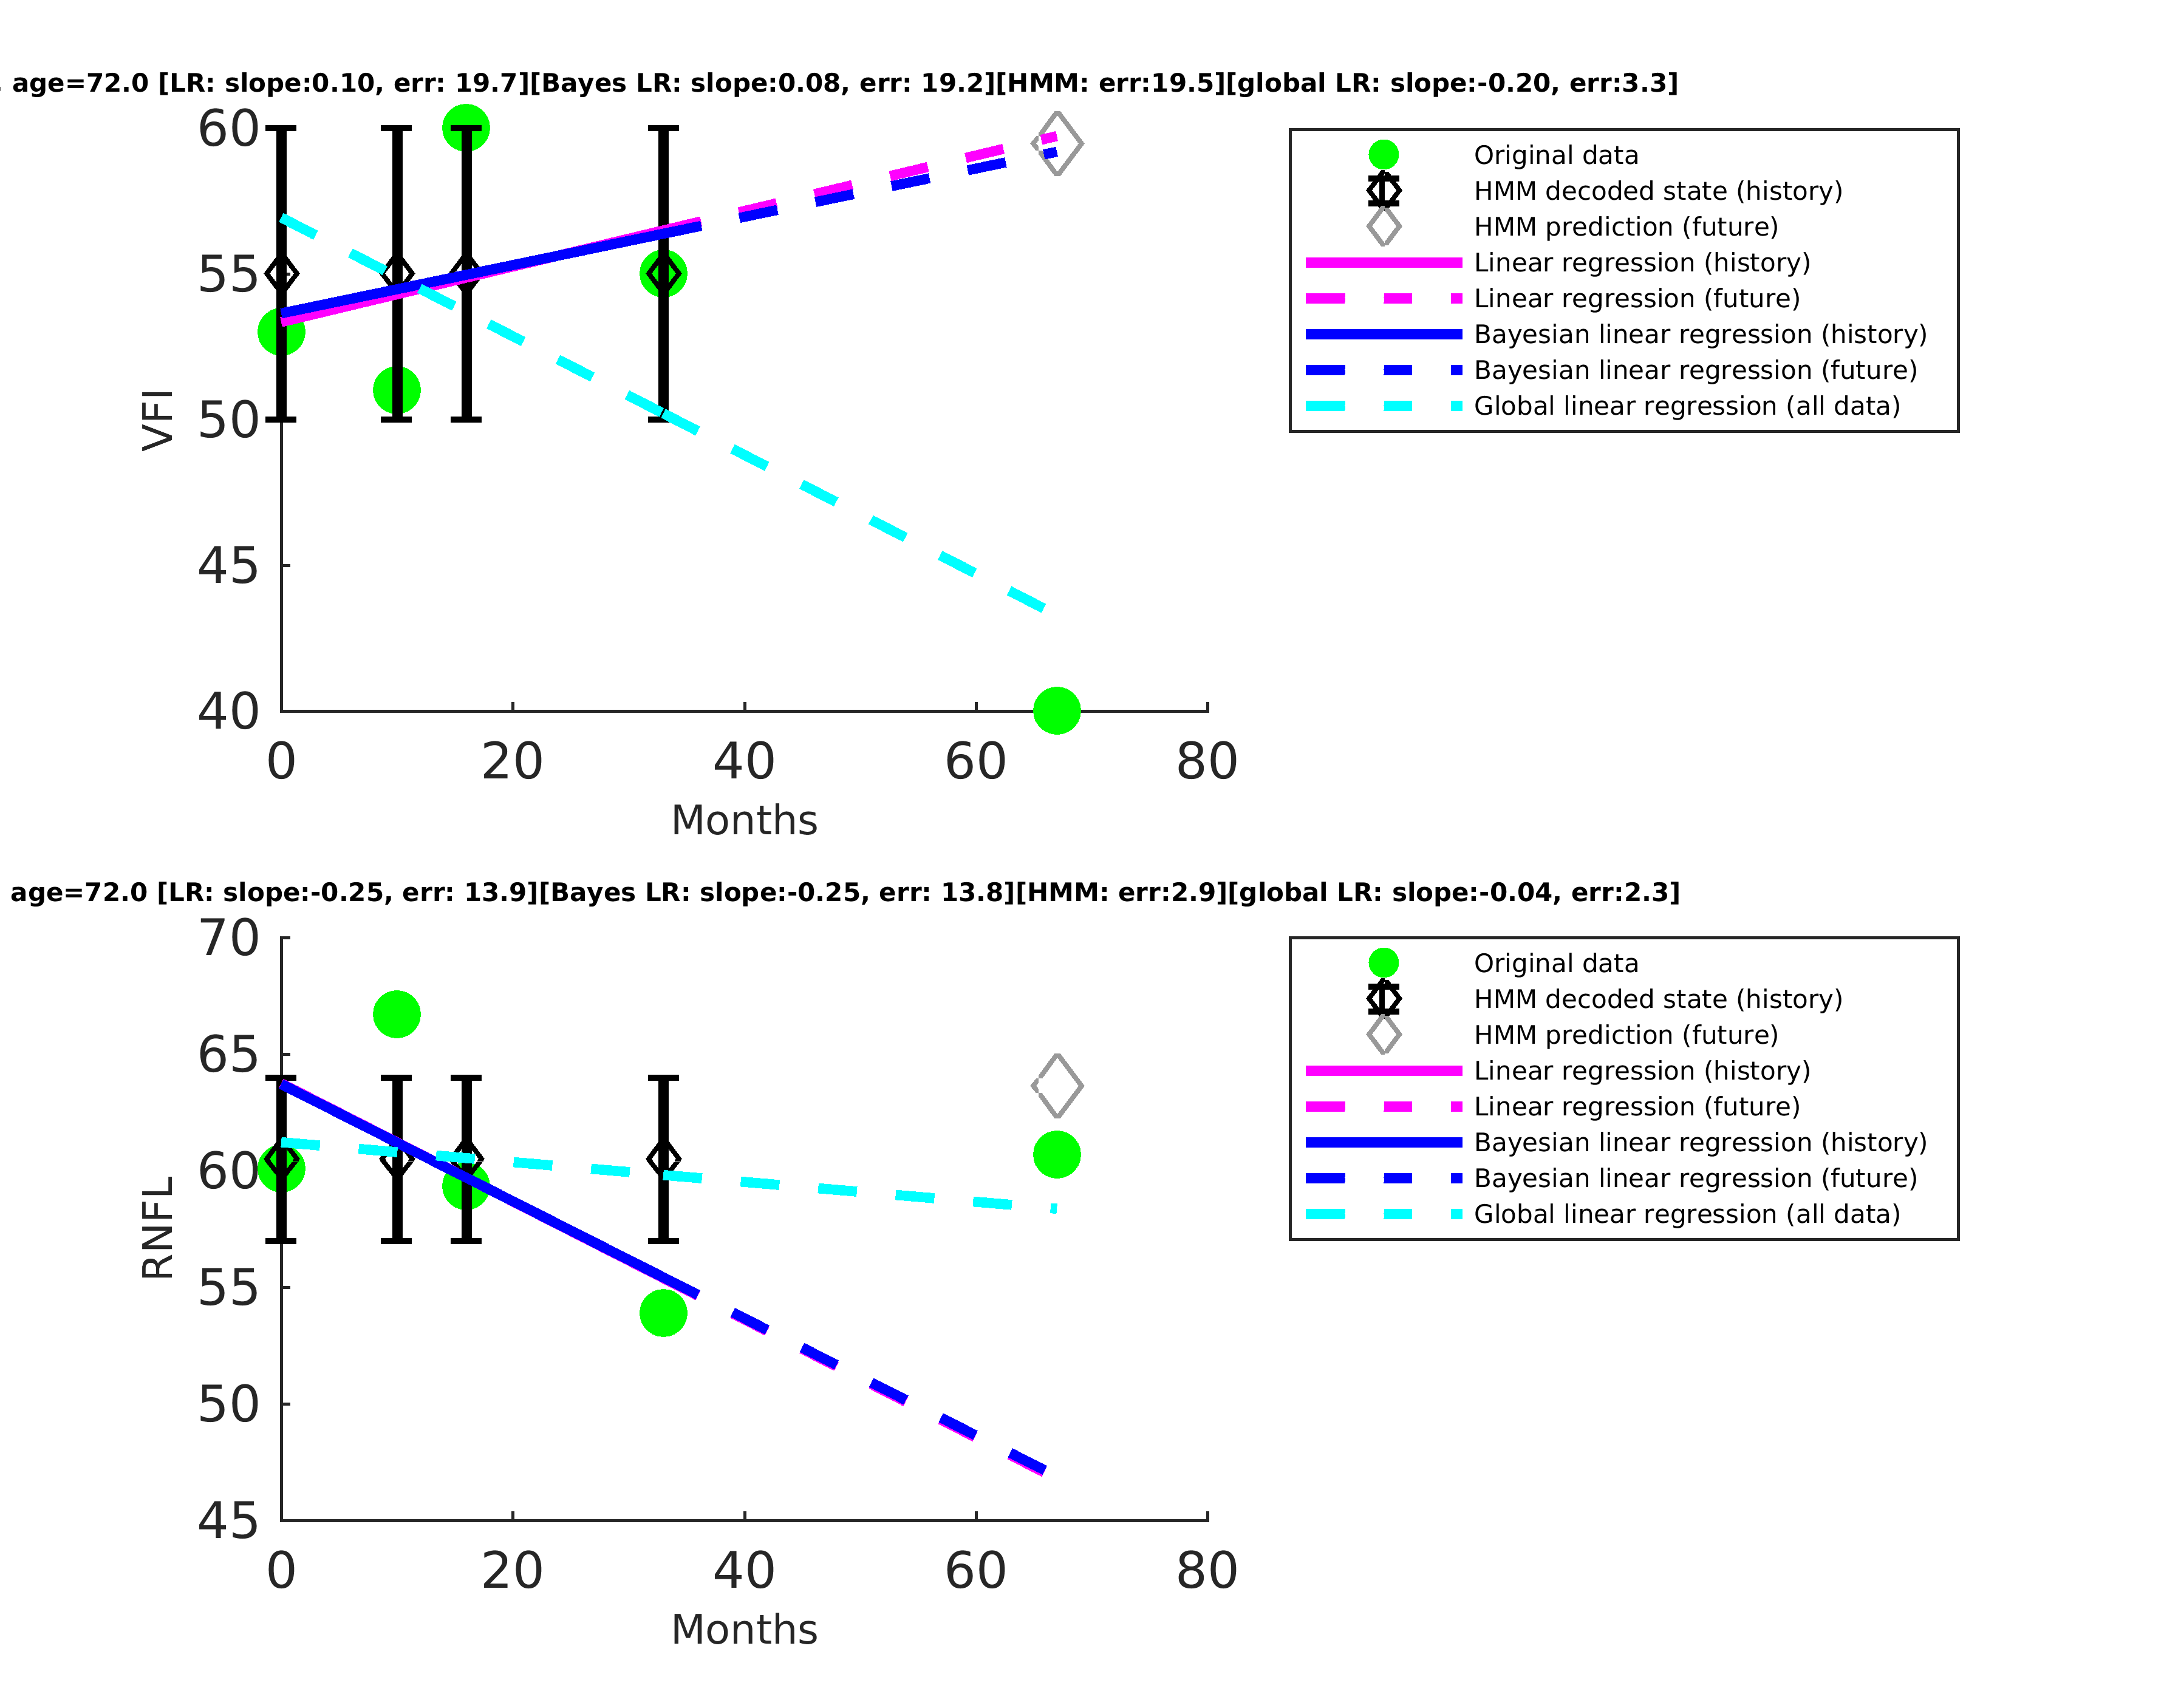 age=72.0 [LR: slope:0.10, err: 19.7][Bayes LR: slope:0.08, err: 19.2][HMM: err:19.5][global LR: slope:-0.20, err:3.3]
60
55
50
45
40
VFI
0 20 40 60 80
Months
Original data
HMM decoded state (history)
HMM prediction (future)
Linear regression (history)
Linear regression (future)
Bayesian linear regression (history)
Bayesian linear regression (future)
Global linear regression (all data)
age=72.0 [LR: slope:-0.25, err: 13.9][Bayes LR: slope:-0.25, err: 13.8][HMM: err:2.9][global LR: slope:-0.04, err:2.3]
70
65
60
55
50
45
RNFL
0 20 40 60 80
Months
Original data
HMM decoded state (history)
HMM prediction (future)
Linear regression (history)
Linear regression (future)
Bayesian linear regression (history)
Bayesian linear regression (future)
Global linear regression (all data)